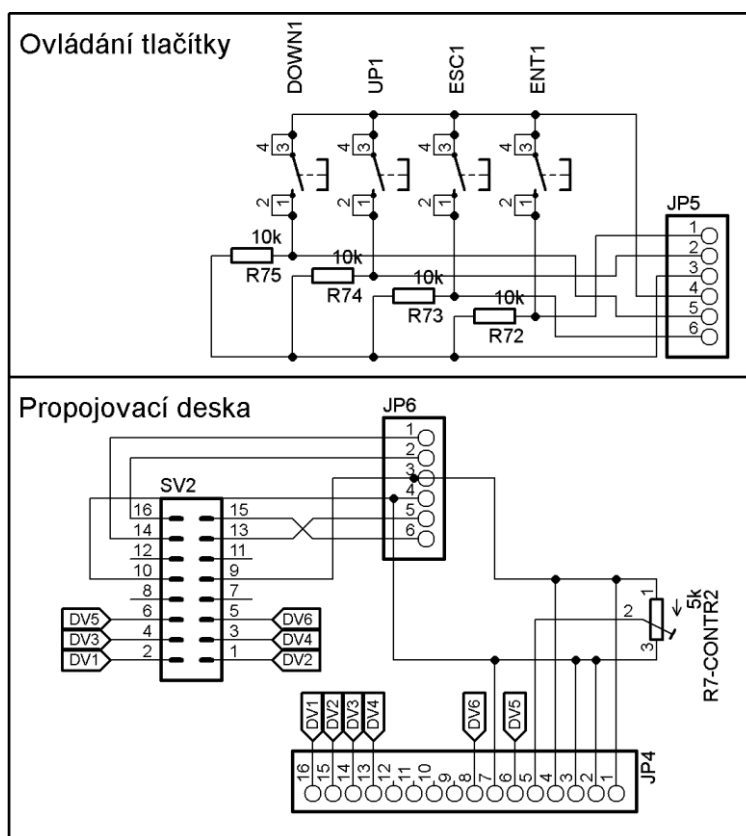 Ovládání tlačítky
DOWN1
UP1
ESC1
ENT1
4 3
4 3
4 3
4 3
2 1
2 1
2 1
2 1
JP5
1
2
3
4
5
6
10k
R75
10k
R74
10k
R73
10k
R72
Propojovací deska
JP6
1
2
3
4
5
6
SV2
16 15
14 13
12 11
10 9
8 7
DV5 6 5 DV6
DV3 4 3 DV4
DV1 2 1 DV2
1
2
3
5k
R7-CONTR2
DV1 DV2 DV3 DV4 DV6 DV5
16 15 14 13 12 11 10 9 8 7 6 5 4 3 2 1
JP4